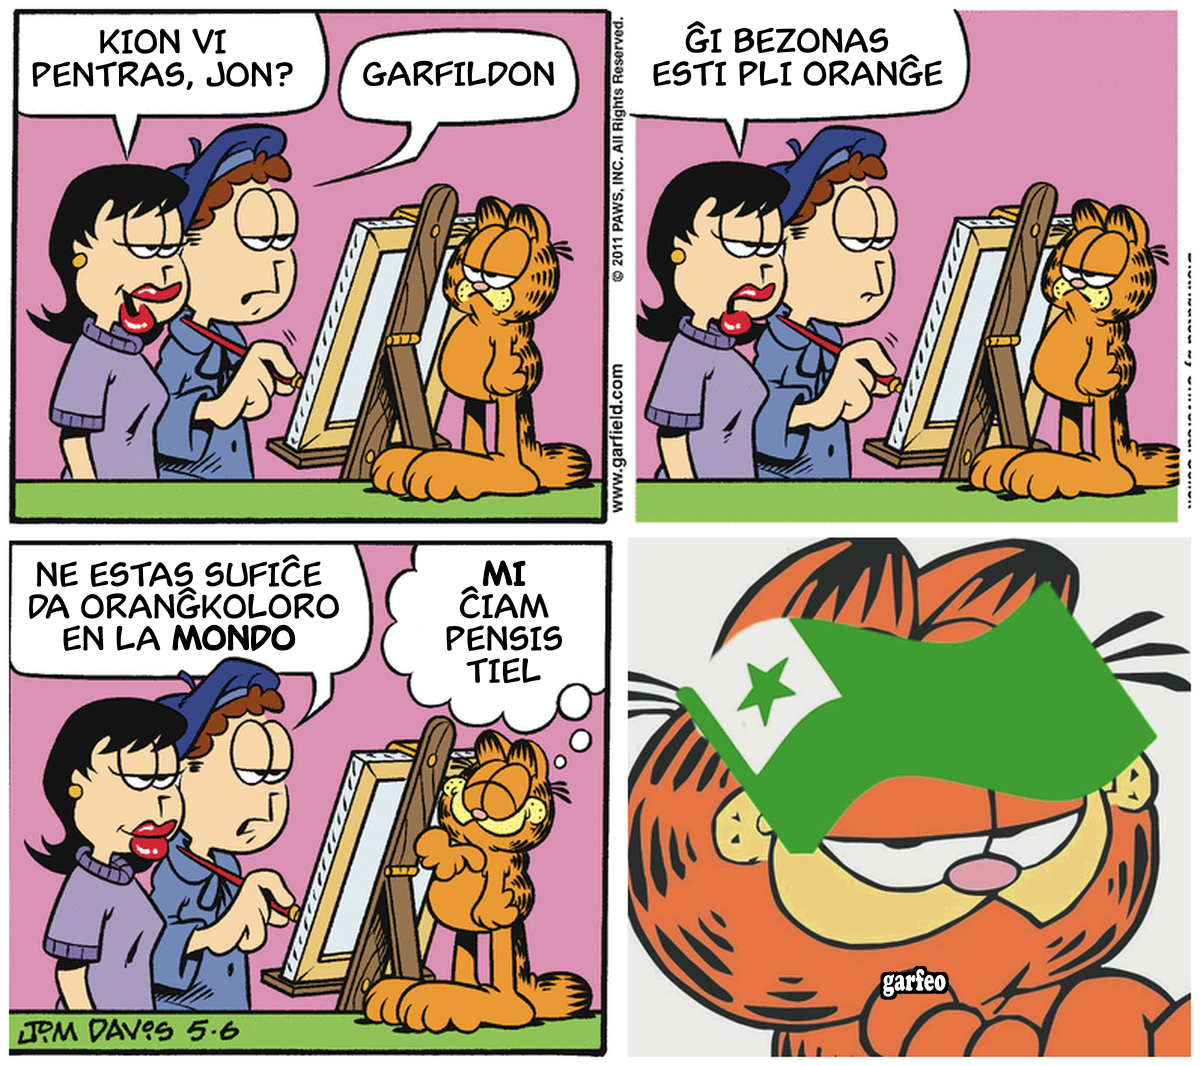 KION VI
PENTRAS, JON?
GARFILDON
© 2011 PAWS, INC. All Rights Reserved.
www.garfield.com
ĜI BEZONAS
ESTI PLI ORANĜE
NE ESTAS SUFIĈE
DA ORANĜKOLORO
EN LA MONDO
MI
ĈIAM
PENSIS
TIEL
JIM DAVIS 5·6
garfeo